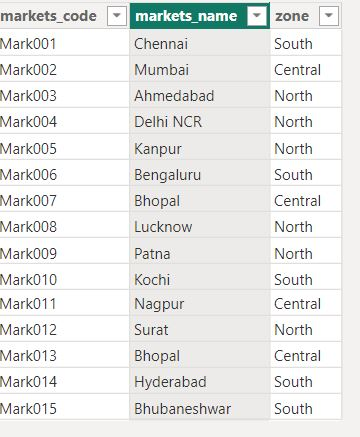 markets_code markets_name zone
Mark001 Chennai South
Mark002 Mumbai Central
Mark003 Ahmedabad North
Mark004 Delhi NCR North
Mark005 Kanpur North
Mark006 Bengaluru South
Mark007 Bhopal Central
Mark008 Lucknow North
Mark009 Patna North
Mark010 Kochi South
Mark011 Nagpur Central
Mark012 Surat North
Mark013 Bhopal Central
Mark014 Hyderabad South
Mark015 Bhubaneshwar South